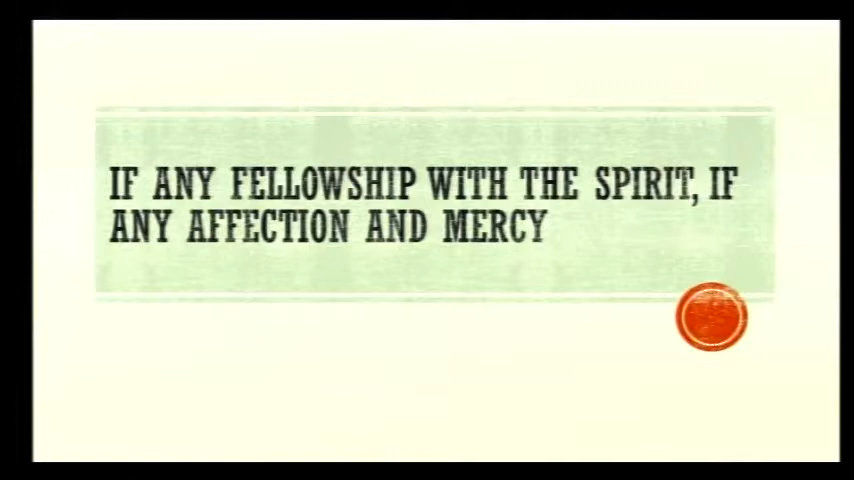 IF ANY FELLOWSHIP WITH THE SPIRIT, IF
ANY AFFECTION AND MERCY